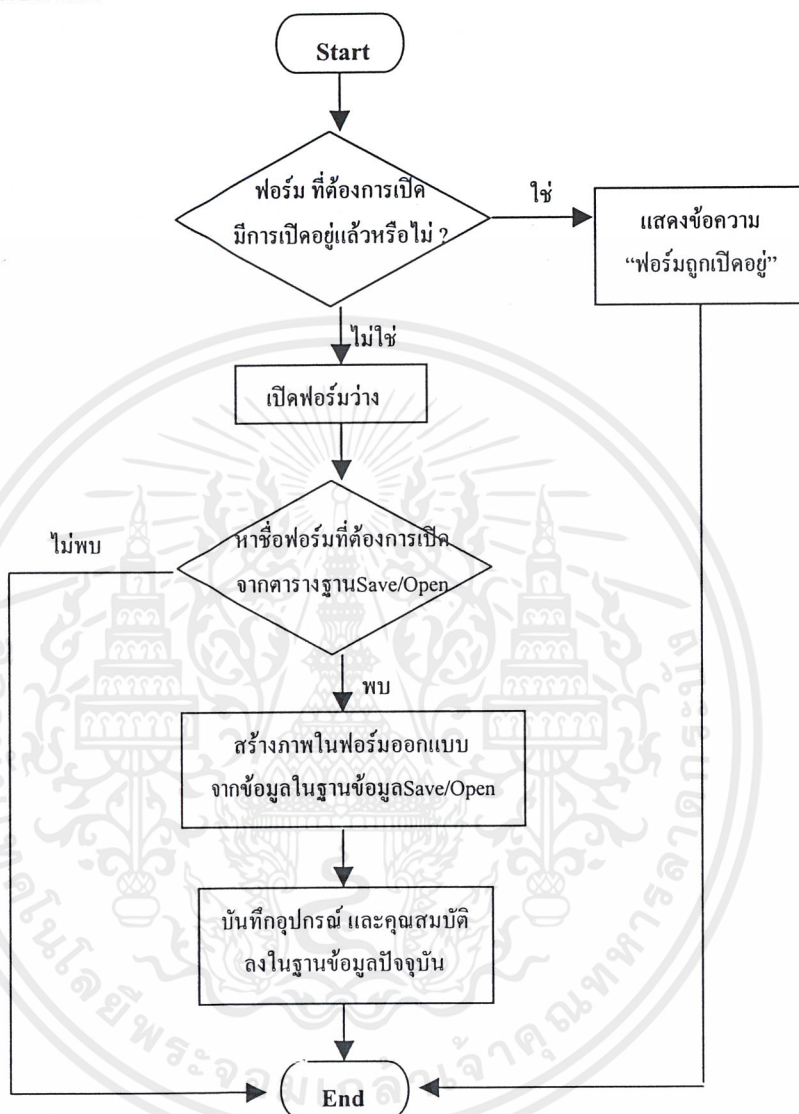 Start
ฟอร์ม ที่ต้องการเปิด
มีการเปิดอยู่แล้วหรือไม่ ?
ใช่
แสดงข้อความ
“ฟอร์มถูกเปิดอยู่”
ไม่ใช่
เปิดฟอร์มว่าง
ไม่พบ
หาชื่อฟอร์มที่ต้องการเปิด
จากตารางฐานSave/Open
พบ
สร้างภาพในฟอร์มออกแบบ
จากข้อมูลในฐานข้อมูลSave/Open
บันทึกอุปกรณ์ และคุณสมบัติ
ลงในฐานข้อมูลปัจจุบัน
End